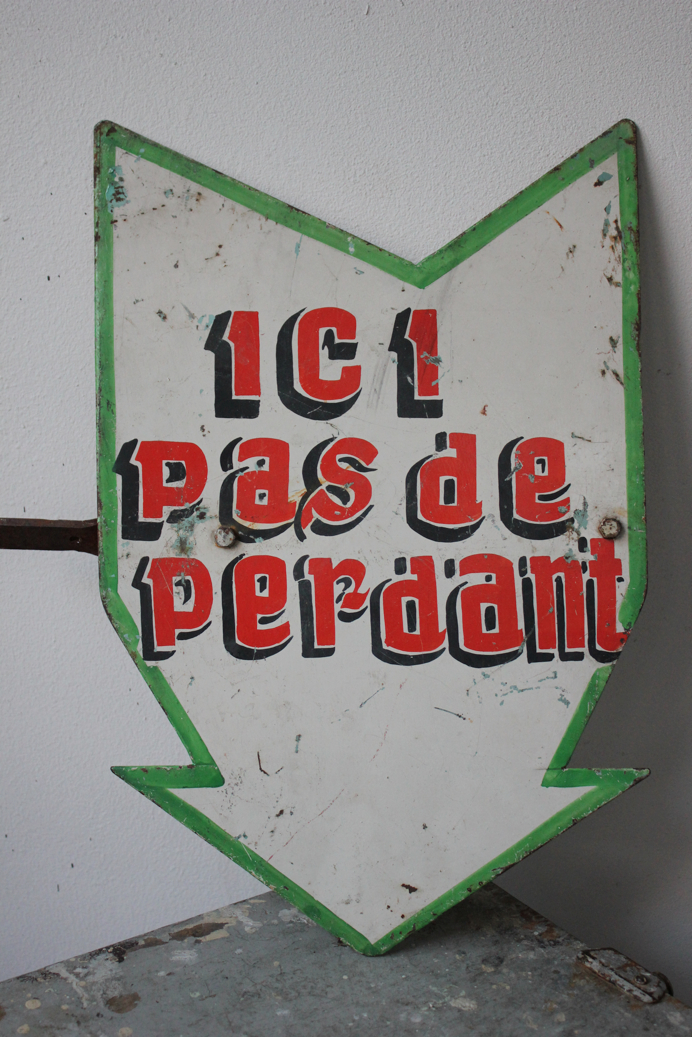 ICI
pas de
perdant